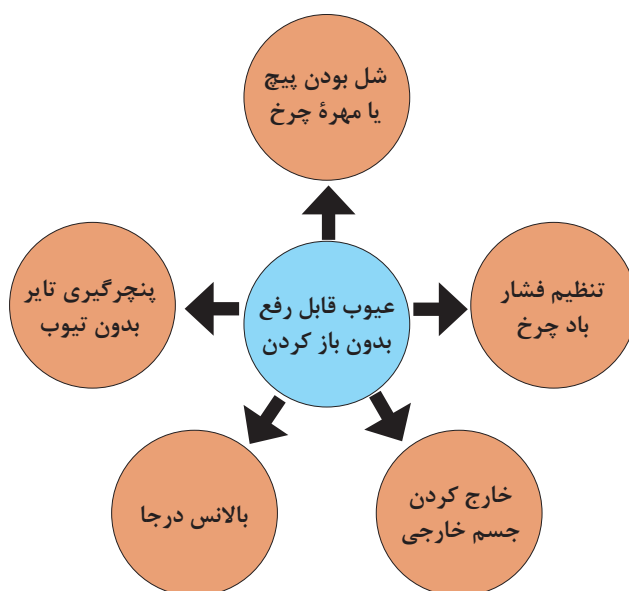 شل بودن پیچ
یا مهرهٔ چرخ
پنچرگیری تایر
بدون تیوب
عیوب قابل رفع
بدون باز کردن
تنظیم فشار
باد چرخ
بالانس درجا
خارج کردن
جسم خارجی